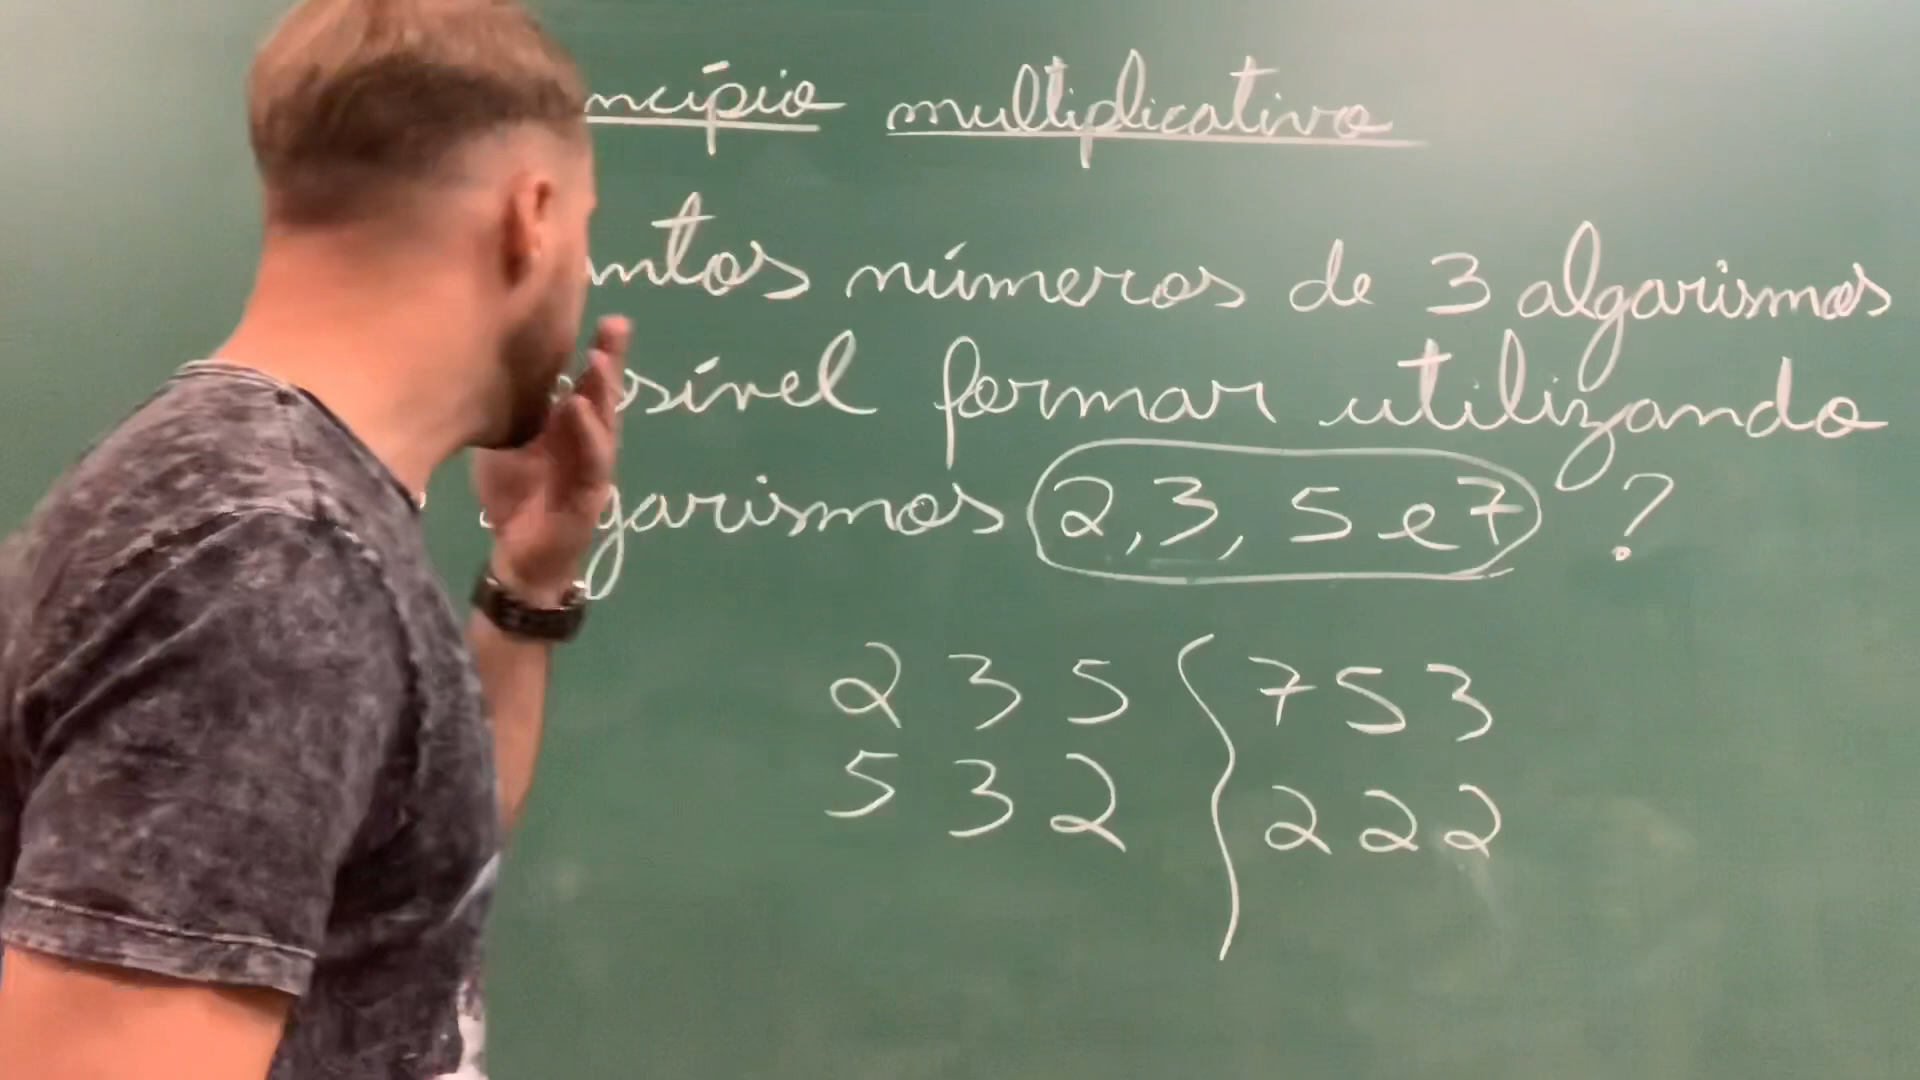 ncípio multiplicativo
ntos números de 3 algarismos
ssível formar utilizando
garismos 2, 3, 5 e 7 ?
2 3 5 7 5 3
5 3 2 2 2 2